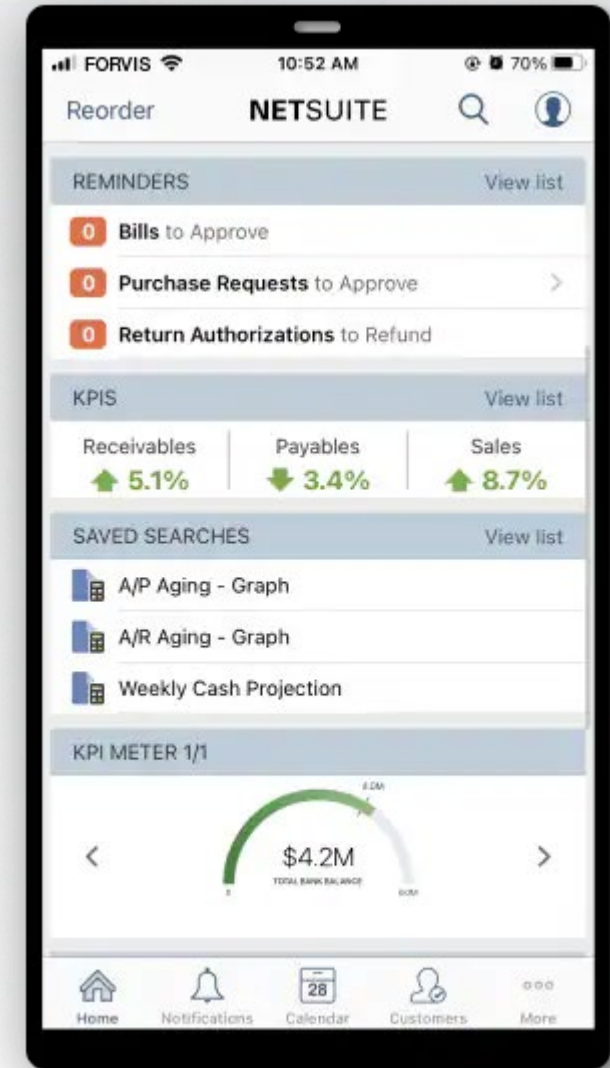 FORVIS 10:52 AM 70%
Reorder NETSUITE
REMINDERS View list
0 Bills to Approve
0 Purchase Requests to Approve
0 Return Authorizations to Refund
KPIS View list
Receivables Payables Sales
5.1% 3.4% 8.7%
SAVED SEARCHES View list
A/P Aging - Graph
A/R Aging - Graph
Weekly Cash Projection
KPI METER 1/1
$4.2M
TOTAL BANK BALANCE
0
28
Home Notifications Calendar Customers More